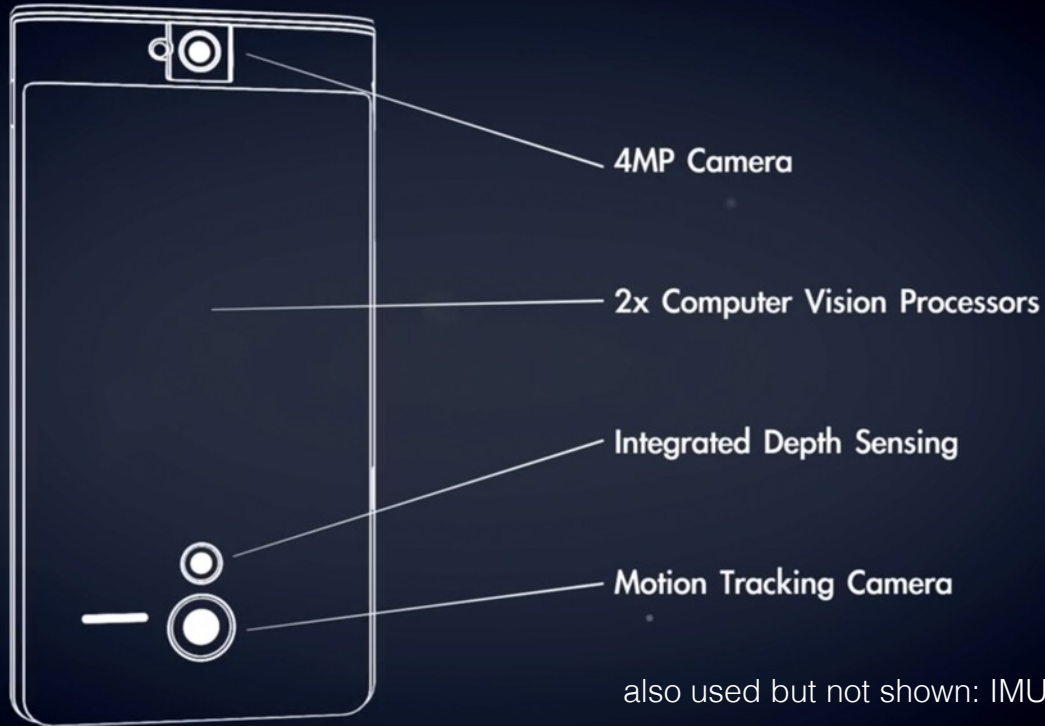 4MP Camera
2x Computer Vision Processors
Integrated Depth Sensing
Motion Tracking Camera
also used but not shown: IMU